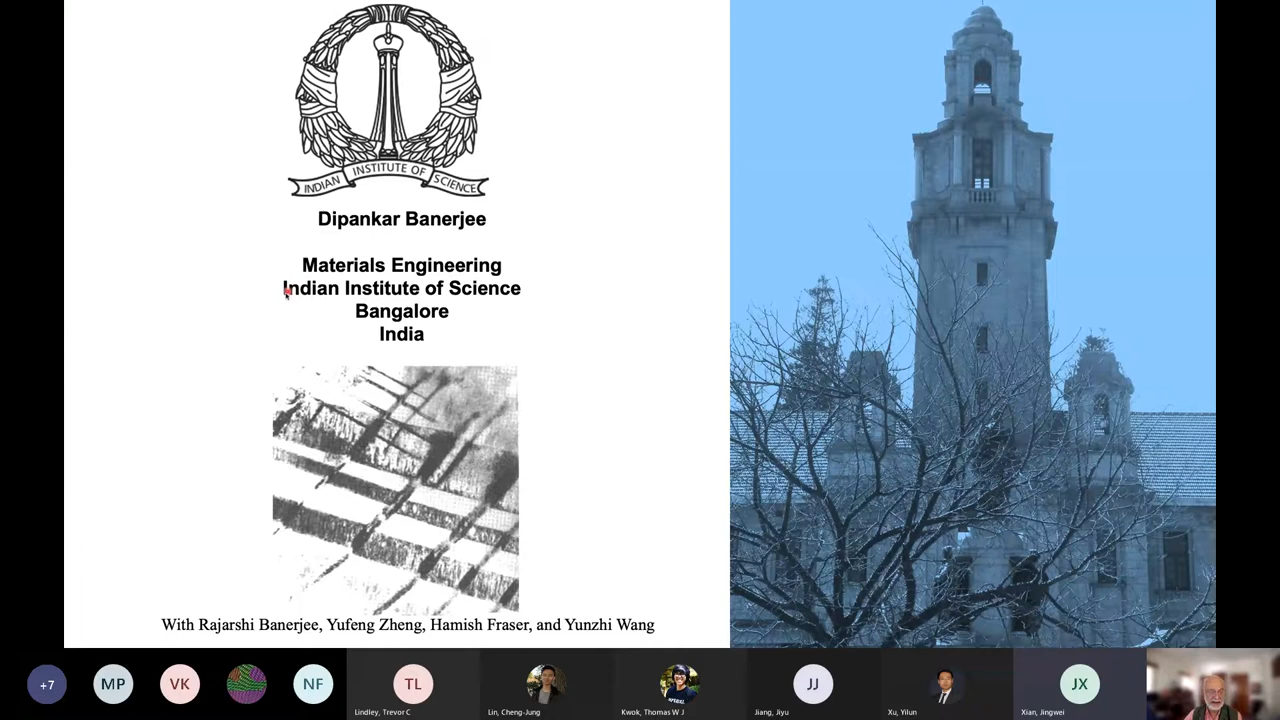 INDIAN INSTITUTE OF SCIENCE
Dipankar Banerjee
Materials Engineering
Indian Institute of Science
Bangalore
India
With Rajarshi Banerjee, Yufeng Zheng, Hamish Fraser, and Yunzhi Wang
+7
MP
VK
NF
TL
JJ
JX
Lindley, Trevor C
Lin, Cheng-Jung
Kwok, Thomas W J
Jiang, Jiyu
Xu, Yilun
Xian, Jingwei